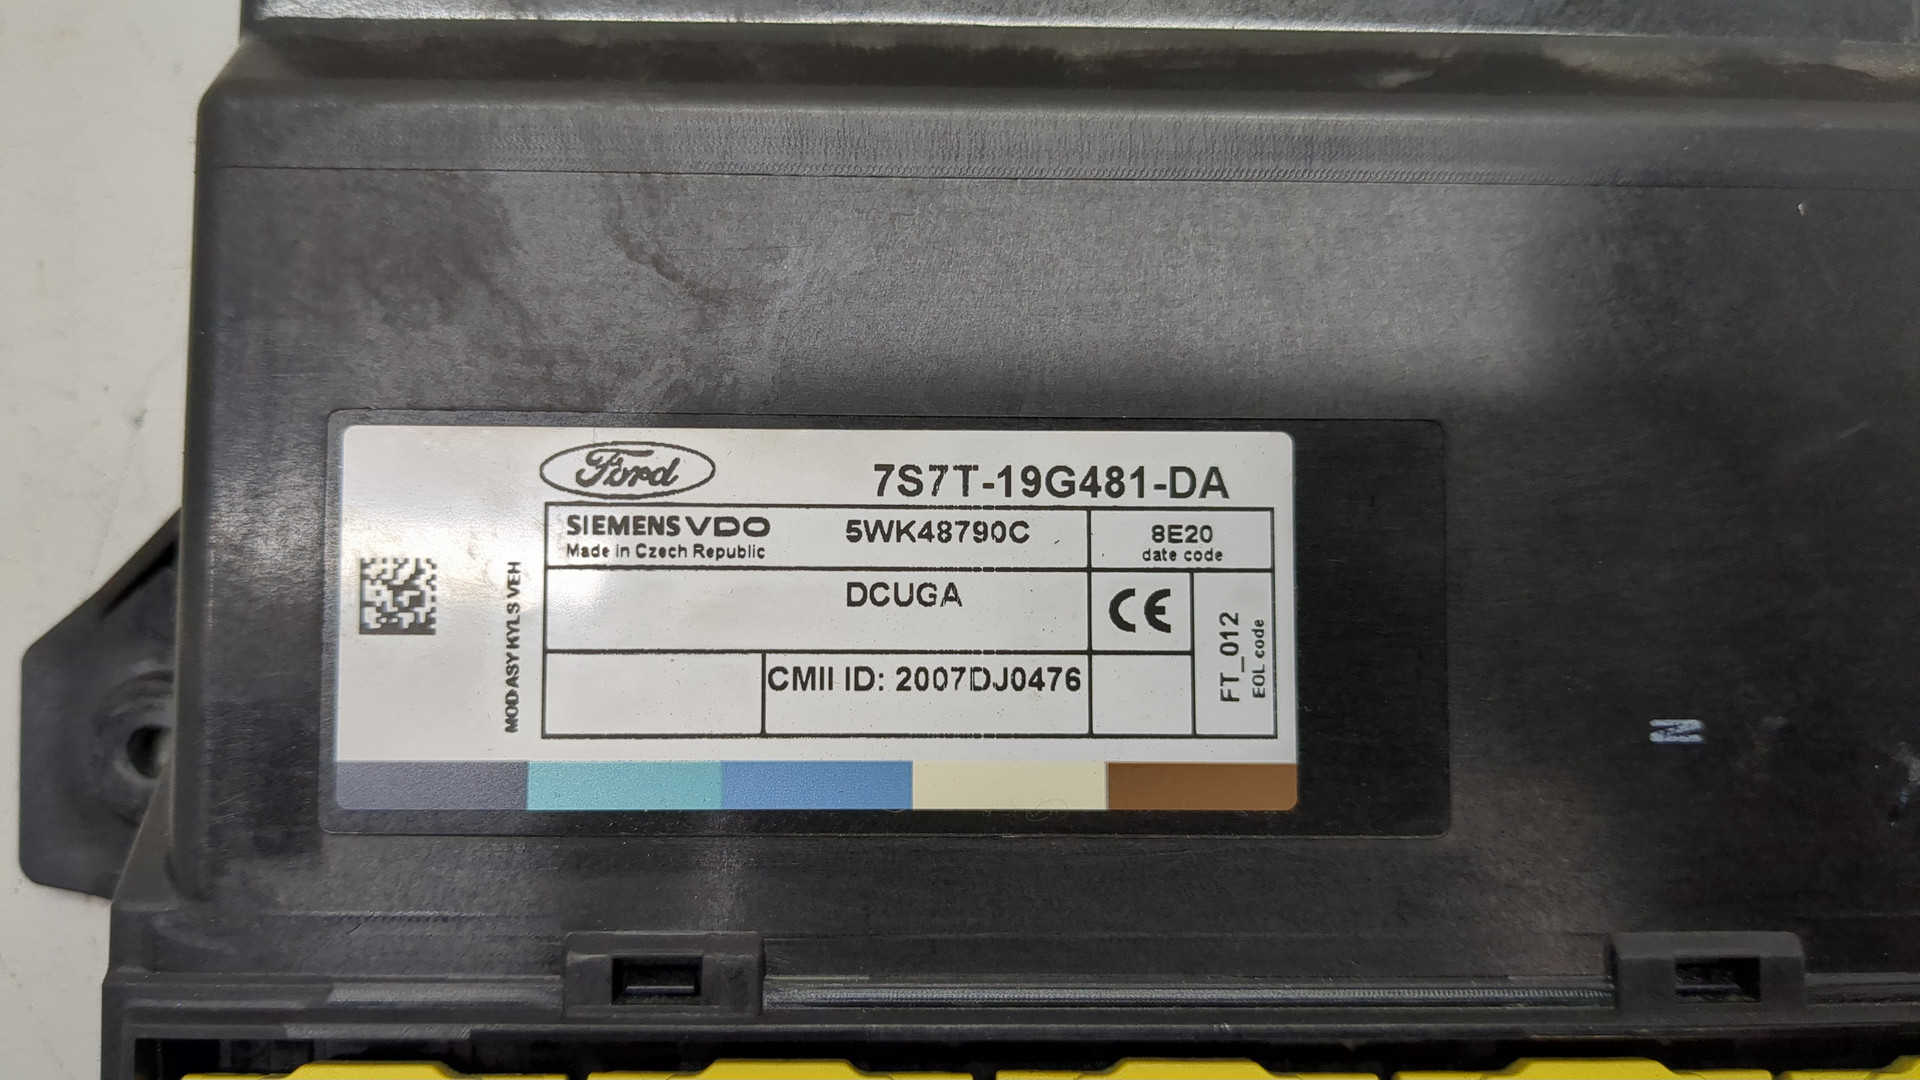 Ford
7S7T-19G481-DA
SIEMENS VDO
5WK48790C
8E20
Made in Czech Republic
date code
DCUGA
CE
CMII ID: 2007DJ0476
FT_012
EOL code
MOD ASY KYLS VEH